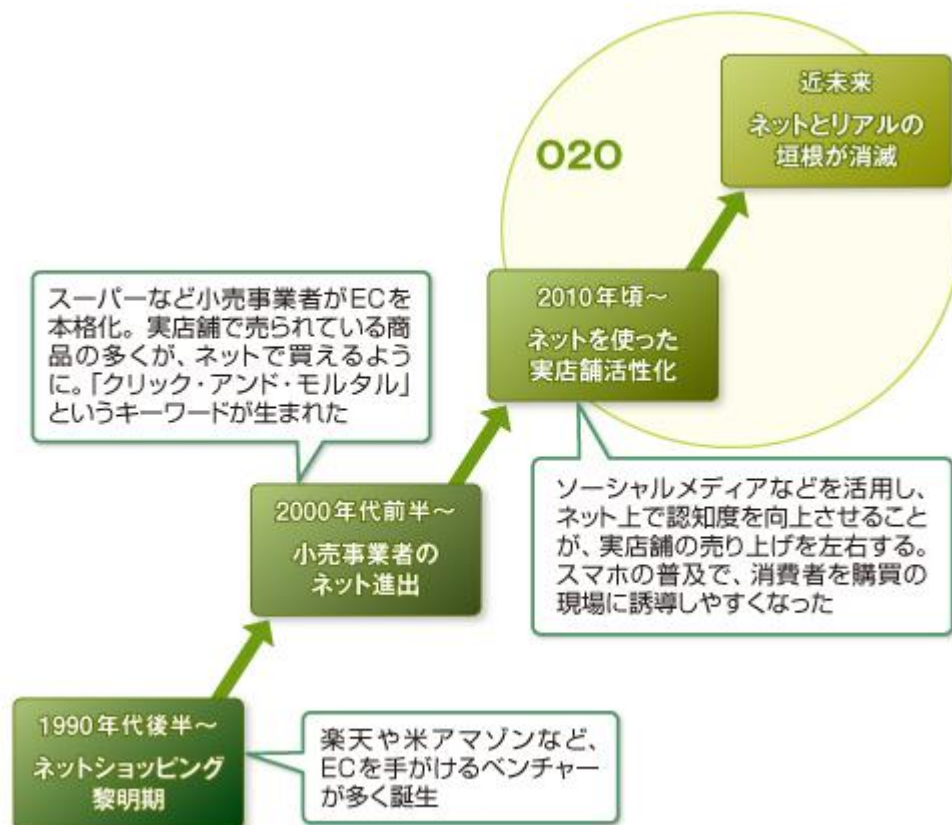 近未来
ネットとリアルの
垣根が消滅
O2O
2010年頃〜
ネットを使った
実店舗活性化
スーパーなど小売事業者がECを
本格化。実店舗で売られている商
品の多くが、ネットで買えるよう
に。「クリック・アンド・モルタル」
というキーワードが生まれた
ソーシャルメディアなどを活用し、
ネット上で認知度を向上させること
が、実店舗の売り上げを左右する。
スマホの普及で、消費者を購買の
現場に誘導しやすくなった
2000年代前半〜
小売事業者の
ネット進出
1990年代後半〜
ネットショッピング
黎明期
楽天や米アマゾンなど、
ECを手がけるベンチャー
が多く誕生